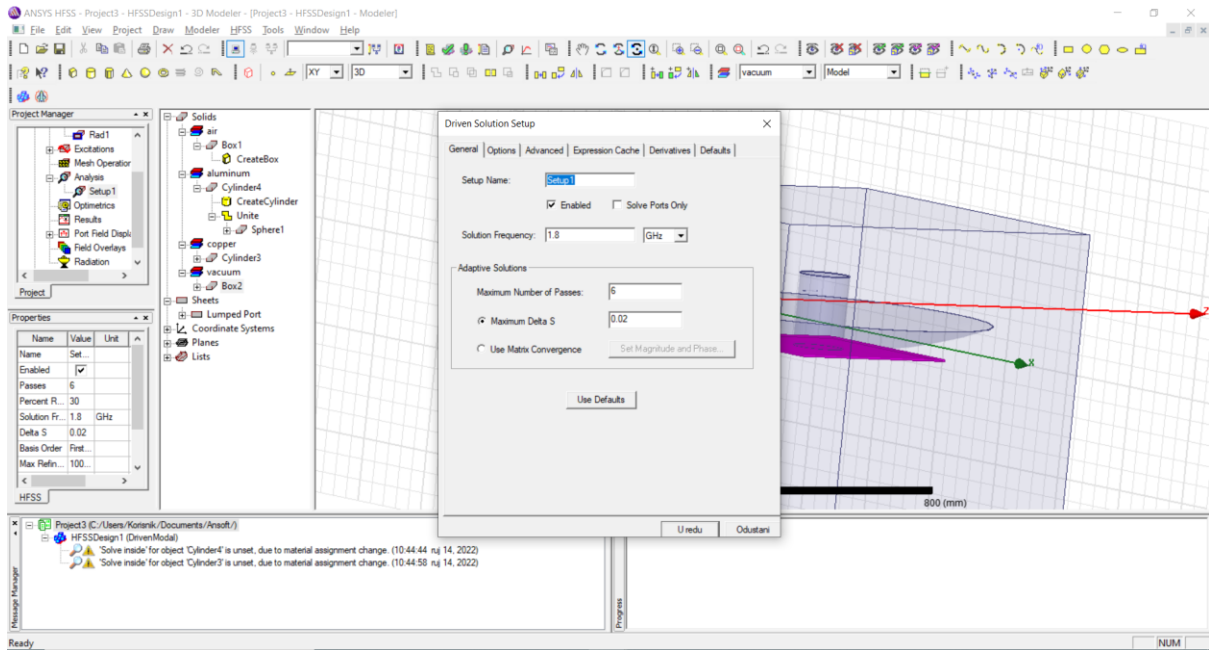 ANSYS HFSS - Project3 - HFSSDesign1 - 3D Modeler - [Project3 - HFSSDesign1 - Modeler]
File Edit View Project Draw Modeler HFSS Tools Window Help
XY 3D vacuum Model
Project Manager
Rad1
Excitations
Mesh Operation
Analysis
Setup1
Optimetrics
Results
Port Field Displa
Field Overlays
Radiation
Project
Properties
Name Value Unit
Name Set...
Enabled
Passes 6
Percent R... 30
Solution Fr... 1.8 GHz
Delta S 0.02
Basis Order First...
Max Refin... 100...
HFSS
Solids
air
Box1
CreateBox
aluminum
Cylinder4
CreateCylinder
Unite
Sphere1
copper
Cylinder3
vacuum
Box2
Sheets
Lumped Port
Coordinate Systems
Planes
Lists
Driven Solution Setup
General Options Advanced Expression Cache Derivatives Defaults
Setup Name: Setup1
Enabled Solve Ports Only
Solution Frequency: 1.8 GHz
Adaptive Solutions
Maximum Number of Passes: 6
Maximum Delta S 0.02
Use Matrix Convergence Set Magnitude and Phase...
Use Defaults
U redu Odustani
Z
X
800 (mm)
Message Manager
Project3 (C:/Users/Korisnik/Documents/Ansoft/)
HFSSDesign1 (DrivenModal)
'Solve inside' for object 'Cylinder4' is unset, due to material assignment change. (10:44:44 ruj 14, 2022)
'Solve inside' for object 'Cylinder3' is unset, due to material assignment change. (10:44:58 ruj 14, 2022)
Progress
Ready
NUM